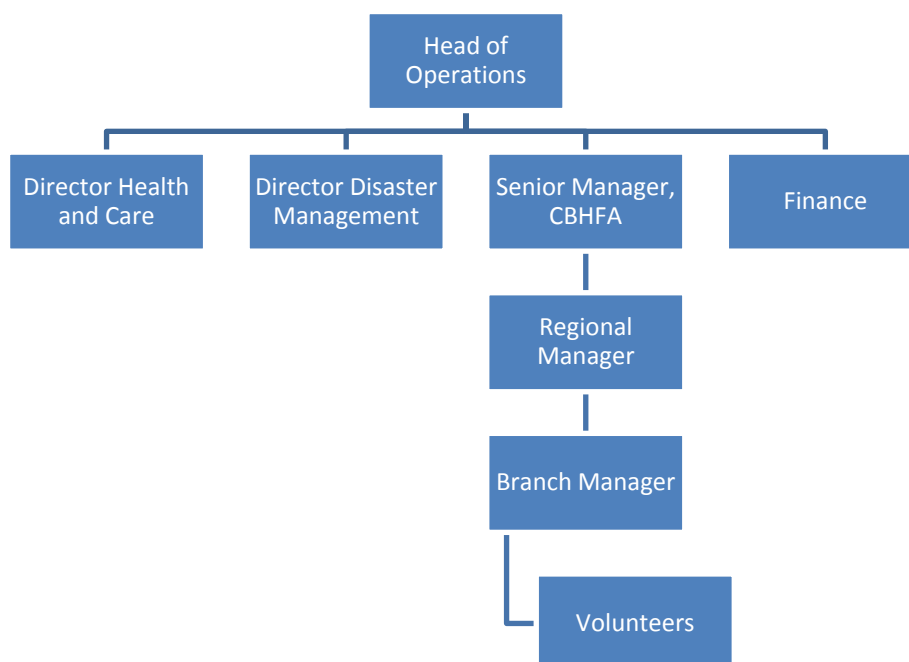 Head of
Operations
Director Health
and Care
Director Disaster
Management
Senior Manager,
CBHFA
Finance
Regional
Manager
Branch Manager
Volunteers